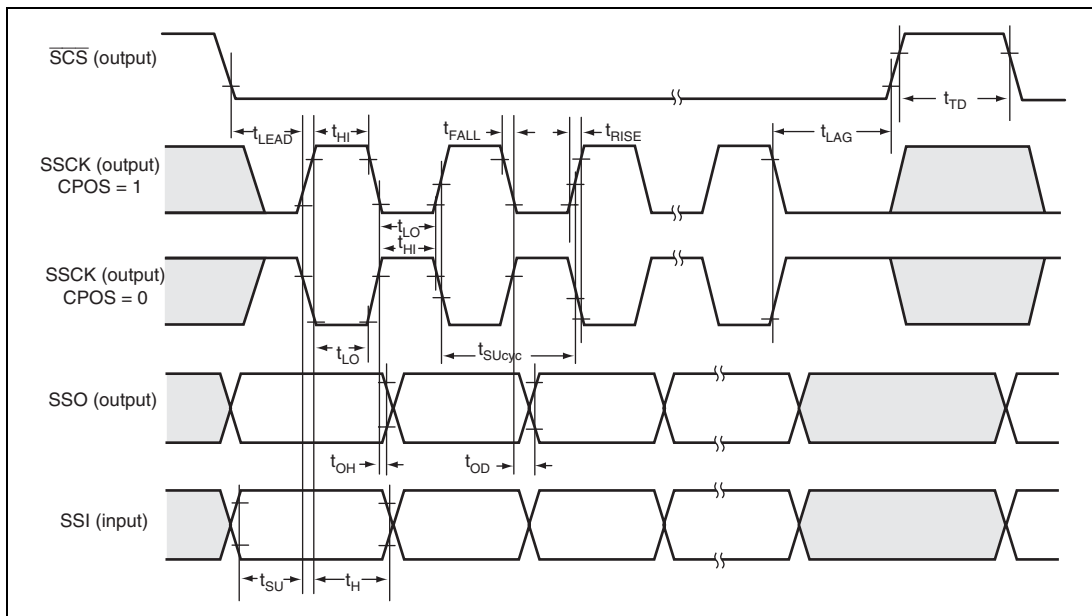 SCS (output)
tTD
tLEAD
tHI
tFALL
tRISE
tLAG
SSCK (output)
CPOS = 1
tLO
tHI
SSCK (output)
CPOS = 0
tLO
tSUcyc
SSO (output)
tOH
tOD
SSI (input)
tSU
tH